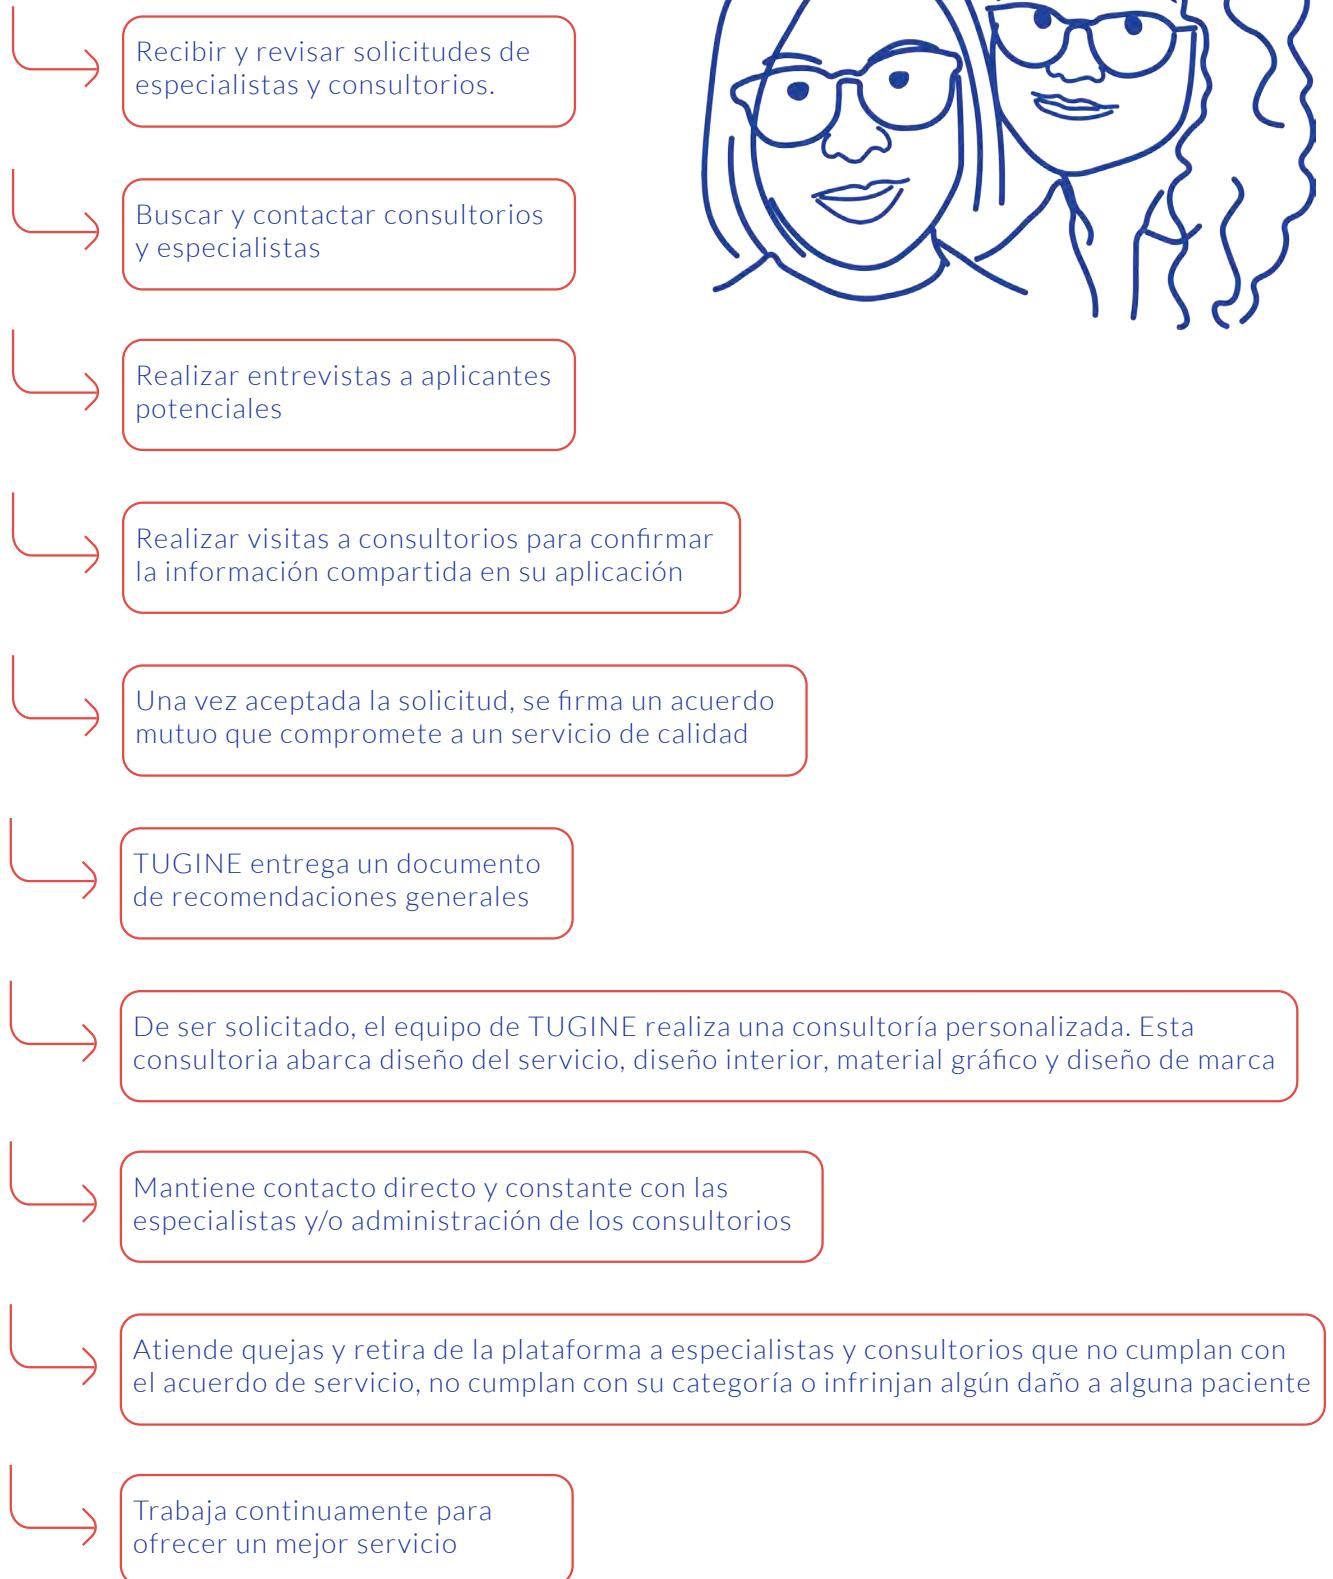 Recibir y revisar solicitudes de
especialistas y consultorios.
Buscar y contactar consultorios
y especialistas
Realizar entrevistas a aplicantes
potenciales
Realizar visitas a consultorios para confirmar
la información compartida en su aplicación
Una vez aceptada la solicitud, se firma un acuerdo
mutuo que compromete a un servicio de calidad
TUGINE entrega un documento
de recomendaciones generales
De ser solicitado, el equipo de TUGINE realiza una consultoría personalizada. Esta
consultoria abarca diseño del servicio, diseño interior, material gráfico y diseño de marca
Mantiene contacto directo y constante con las
especialistas y/o administración de los consultorios
Atiende quejas y retira de la plataforma a especialistas y consultorios que no cumplan con
el acuerdo de servicio, no cumplan con su categoría o infrinjan algún daño a alguna paciente
Trabaja continuamente para
ofrecer un mejor servicio